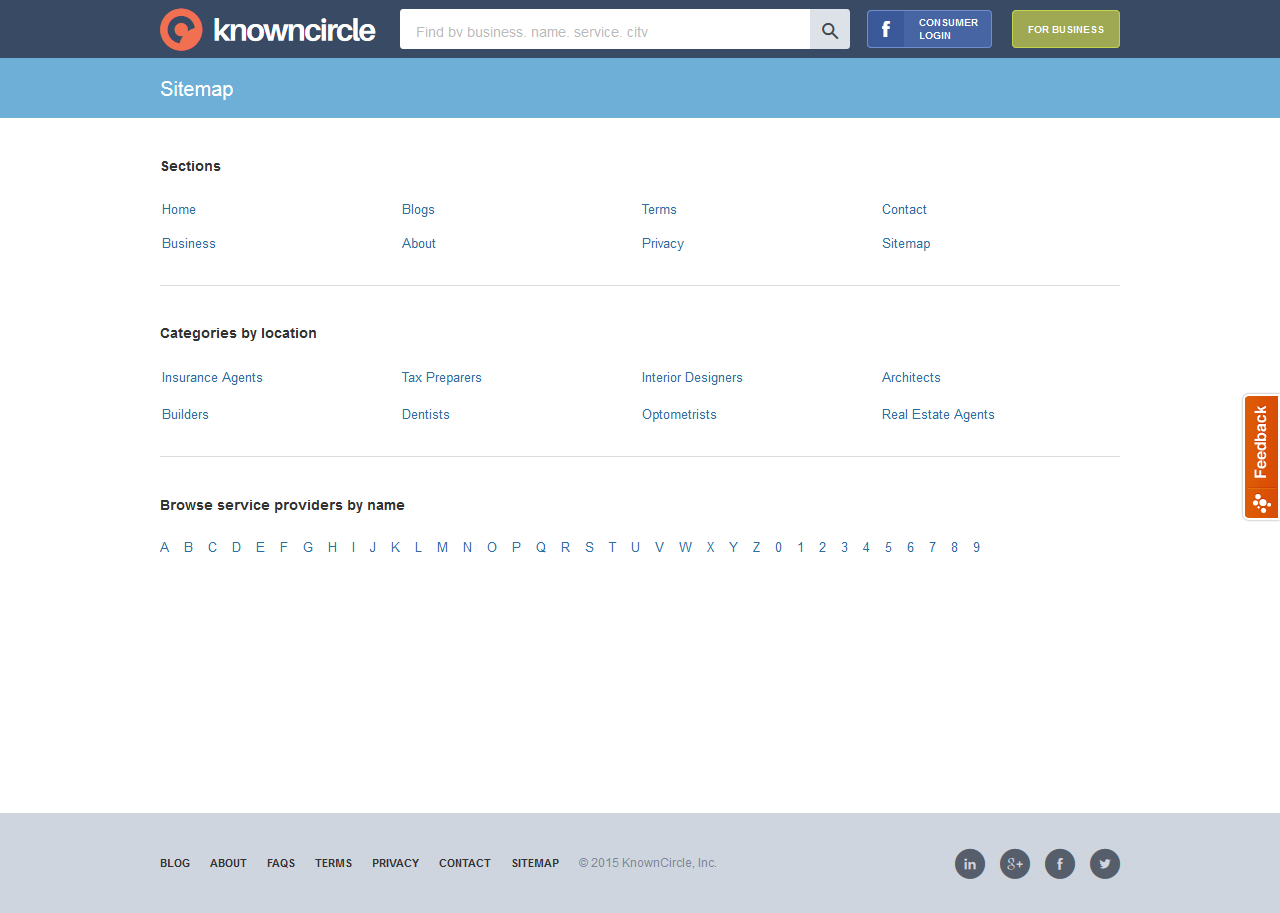 knowncircle
Find by business, name, service, city
CONSUMER
LOGIN
FOR BUSINESS
Sitemap
Sections
Home Blogs Terms Contact
Business About Privacy Sitemap
Categories by location
Insurance Agents Tax Preparers Interior Designers Architects
Builders Dentists Optometrists Real Estate Agents
Feedback
Browse service providers by name
A B C D E F G H I J K L M N O P Q R S T U V W X Y Z 0 1 2 3 4 5 6 7 8 9
BLOG ABOUT FAQS TERMS PRIVACY CONTACT SITEMAP © 2015 KnownCircle, Inc.